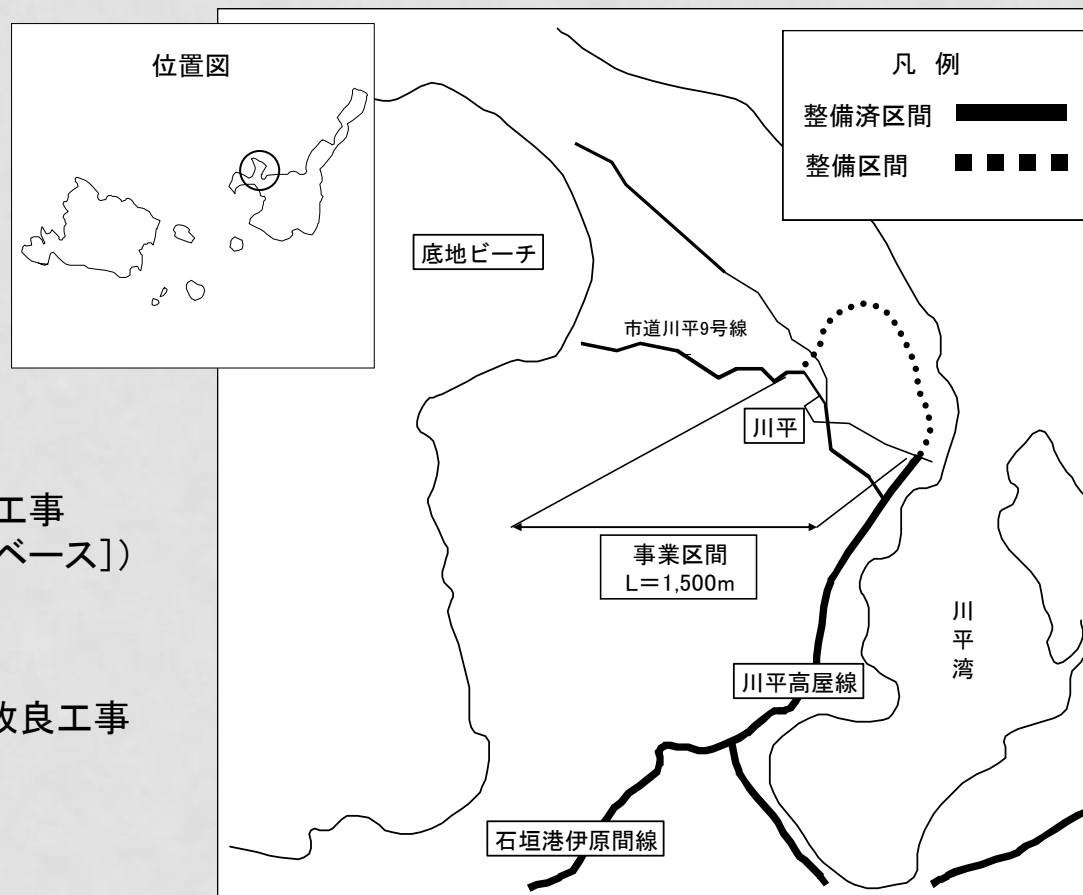 位置図
凡 例
整備済区間
整備区間
底地ビーチ
市道川平9号線
川平
工事
ベース])
事業区間
L=1,500m
川平湾
川平高屋線
改良工事
石垣港伊原間線